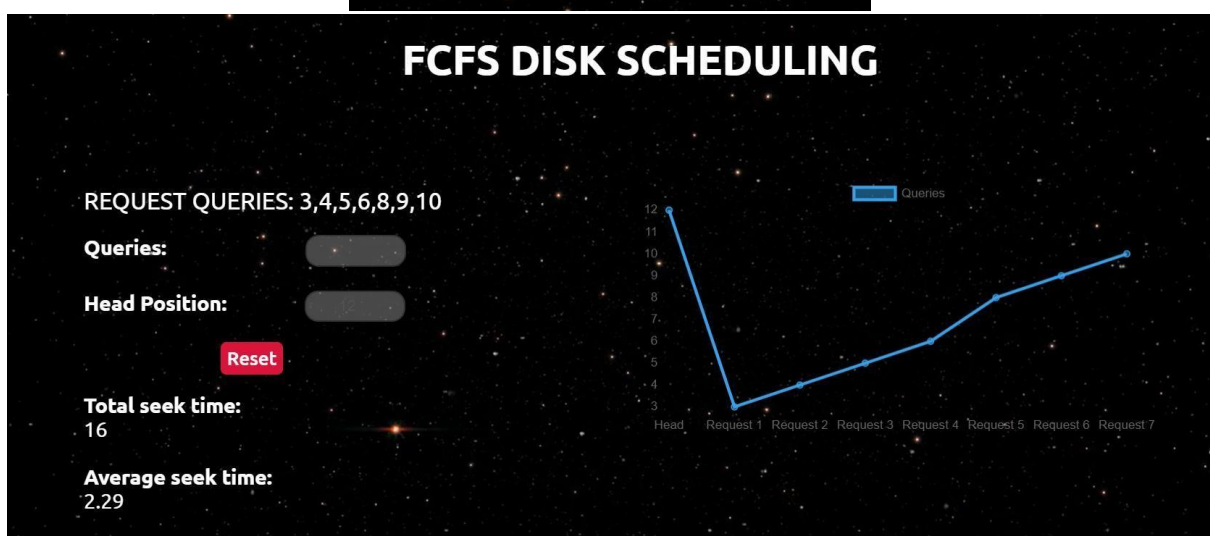 FCFS DISK SCHEDULING
REQUEST QUERIES: 3,4,5,6,8,9,10
Queries:
Head Position:
Reset
Total seek time:
16
Average seek time:
2.29
Queries
12
11
10
9
8
7
6
5
4
3
Head Request 1 Request 2 Request 3 Request 4 Request 5 Request 6 Request 7